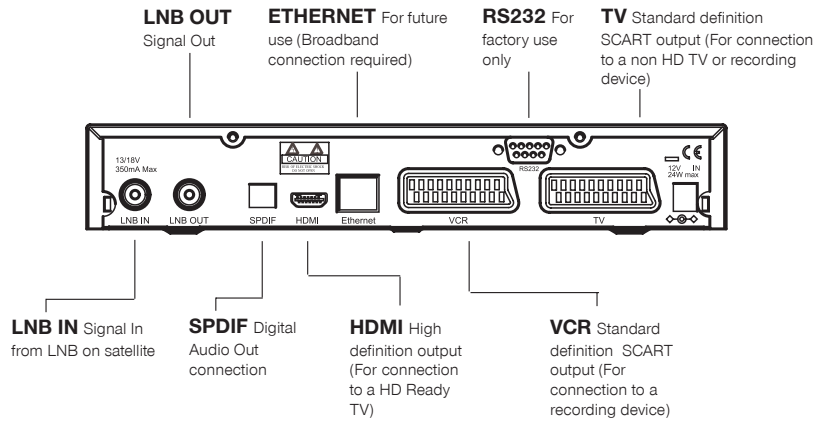 LNB OUT
Signal Out
ETHERNET For future
use (Broadband
connection required)
RS232 For
factory use
only
TV Standard definition
SCART output (For connection
to a non HD TV or recording
device)
13/18V
350mA Max
CAUTION
RS232
12V IN
24W max
LNB IN
LNB OUT
SPDIF
HDMI
Ethernet
VCR
TV
LNB IN Signal In
from LNB on satellite
SPDIF Digital
Audio Out
connection
HDMI High
definition output
(For connection
to a HD Ready
TV)
VCR Standard
definition SCART
output (For
connection to a
recording device)